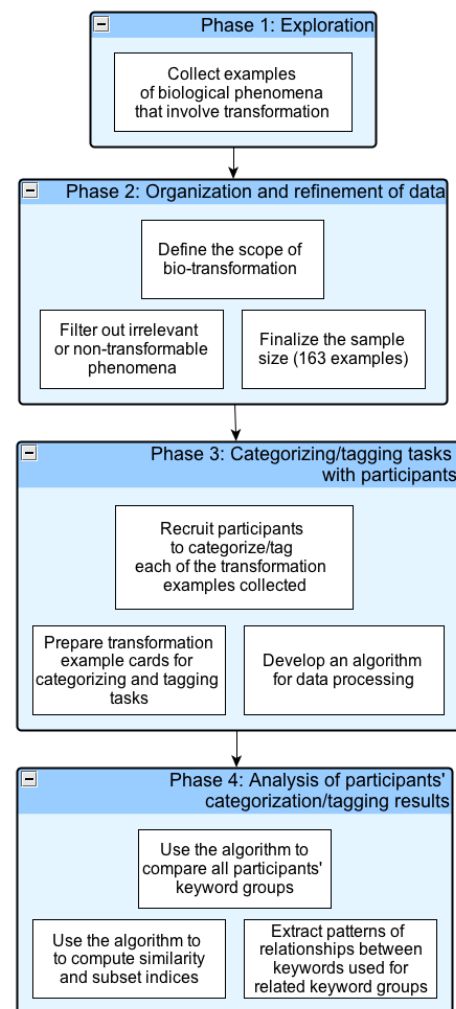 Phase 1: Exploration
Collect examples
of biological phenomena
that involve transformation
Phase 2: Organization and refinement of data
Define the scope of
bio-transformation
Filter out irrelevant
or non-transformable
phenomena
Finalize the sample
size (163 examples)
Phase 3: Categorizing/tagging tasks
with participants
Recruit participants
to categorize/tag
each of the transformation
examples collected
Prepare transformation
example cards for
categorizing and tagging
tasks
Develop an algorithm
for data processing
Phase 4: Analysis of participants'
categorization/tagging results
Use the algorithm to
compare all participants'
keyword groups
Use the algorithm to
to compute similarity
and subset indices
Extract patterns of
relationships between
keywords used for
related keyword groups